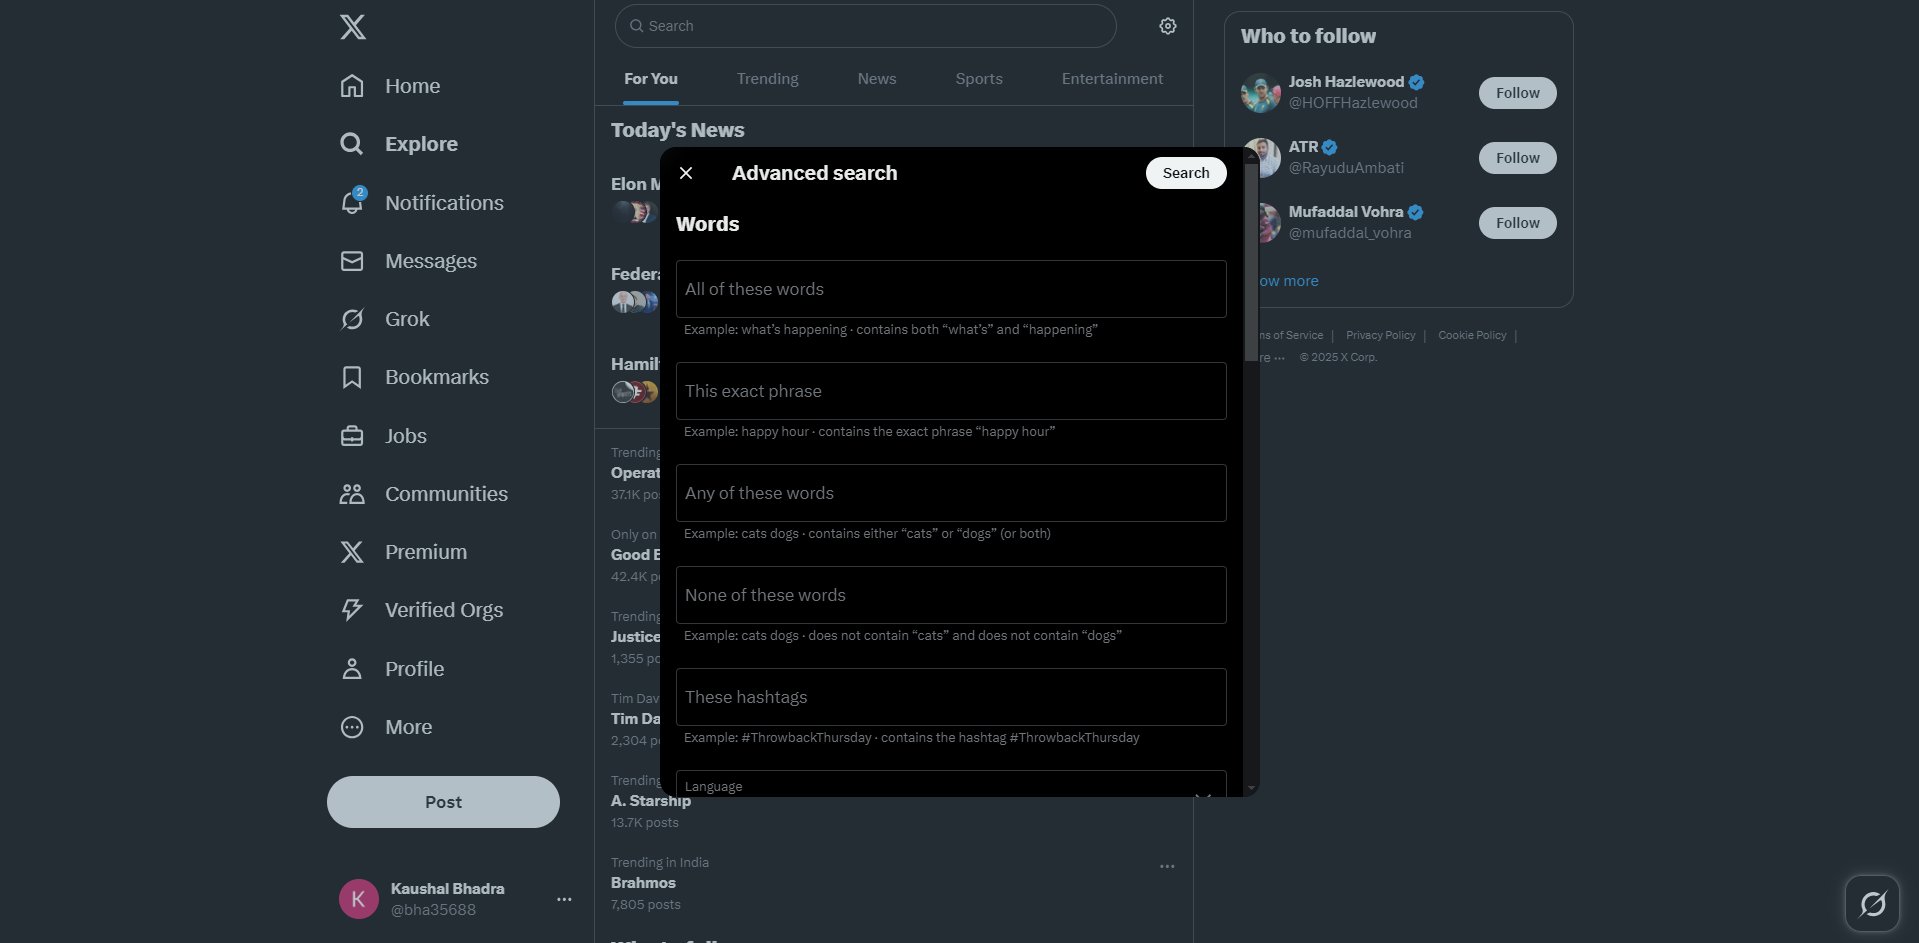 Home
Explore
2
Notifications
Messages
Grok
Bookmarks
Jobs
Communities
Premium
Verified Orgs
Profile
More
Post
K
Kaushal Bhadra
@bha35688
Search
For You
Trending
News
Sports
Entertainment
Today's News
Elon
Hamil
Trending
Operat
37.1K
Only on
Good
42.4K
Trending
Justice
1,355
Tim
Tim
2,304
Trending
A. Starship
13.7K posts
Trending in India
Brahmos
7,805 posts
Advanced search
Search
Words
All of these words
Example: what’s happening · contains both “what’s” and “happening”
This exact phrase
Example: happy hour · contains the exact phrase “happy hour”
Any of these words
Example: cats dogs · contains either “cats” or “dogs” (or both)
None of these words
Example: cats dogs · does not contain “cats” and does not contain “dogs”
These hashtags
Example: #ThrowbackThursday · contains the hashtag #ThrowbackThursday
Language
Who to follow
Josh Hazlewood
@HOFFHazlewood
Follow
ATR
@RayuduAmbati
Follow
Mufaddal Vohra
@mufaddal_vohra
Follow
ow more
ms of Service | Privacy Policy | Cookie Policy |
re ··· © 2025 X Corp.